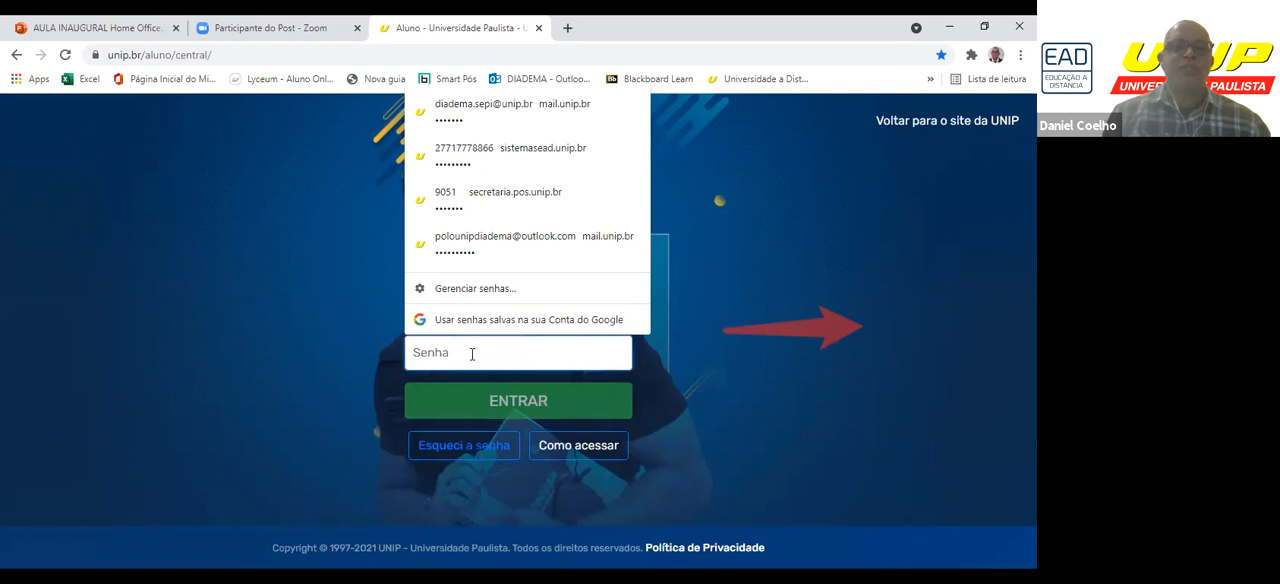 AULA INAUGURAL Home Office.
Participante do Post - Zoom
Aluno - Universidade Paulista - U
unip.br/aluno/central/
Apps
Excel
Página Inicial do Mi...
Lyceum - Aluno Onl...
Nova guia
Smart Pós
DIADEMA - Outloo...
Blackboard Learn
Universidade a Dist...
»
Lista de leitura
EAD
EDUCAÇÃO A
DISTÂNCIA
UNIP
UNIVERSIDADE PAULISTA
Daniel Coelho
Voltar para o site da UNIP
diadema.sepi@unip.br mail.unip.br
•••••••
27717778866 sistemasead.unip.br
•••••••••
9051 secretaria.pos.unip.br
•••••••
polounipdiadema@outlook.com mail.unip.br
••••••••••
Gerenciar senhas...
Usar senhas salvas na sua Conta do Google
Senha
ENTRAR
Esqueci a senha
Como acessar
Copyright © 1997-2021 UNIP - Universidade Paulista. Todos os direitos reservados. Política de Privacidade